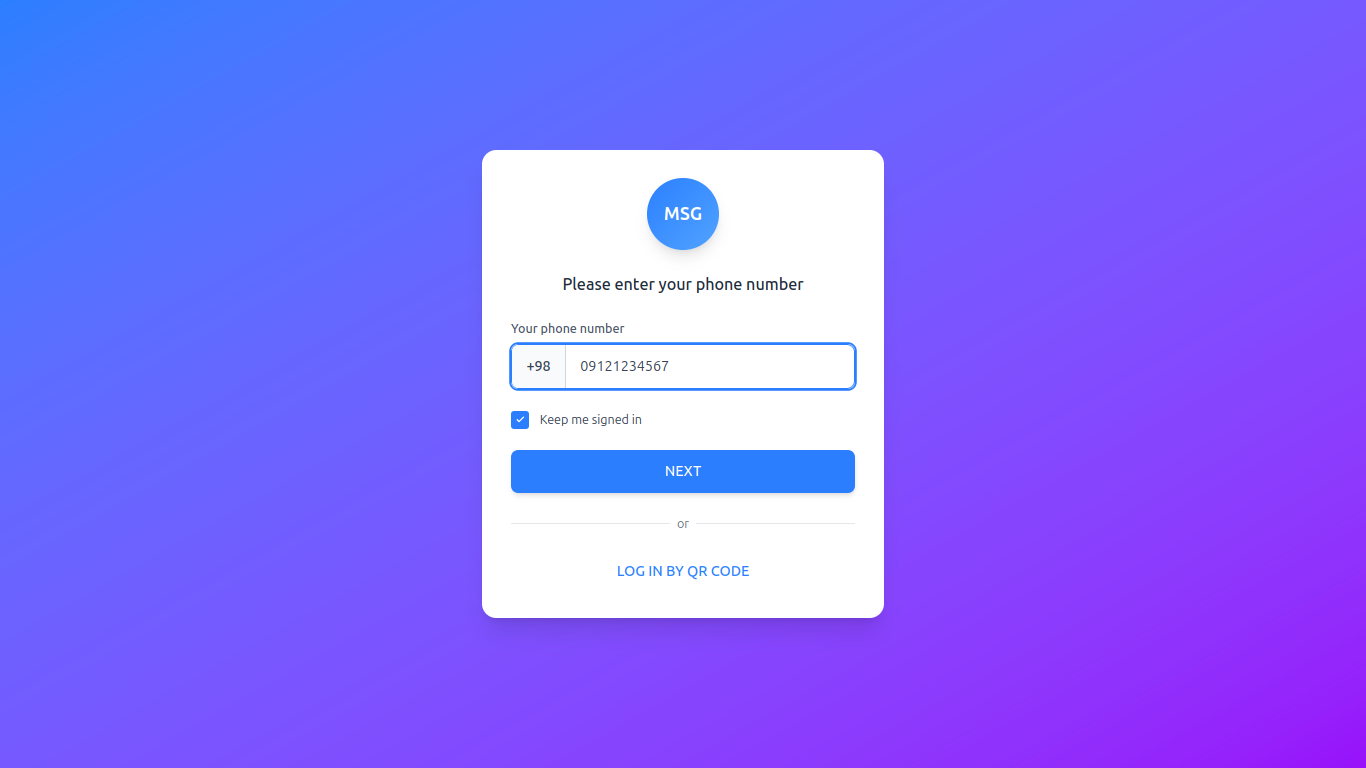 MSG
Please enter your phone number
Your phone number
+98 09121234567
Keep me signed in
NEXT
or
LOG IN BY QR CODE